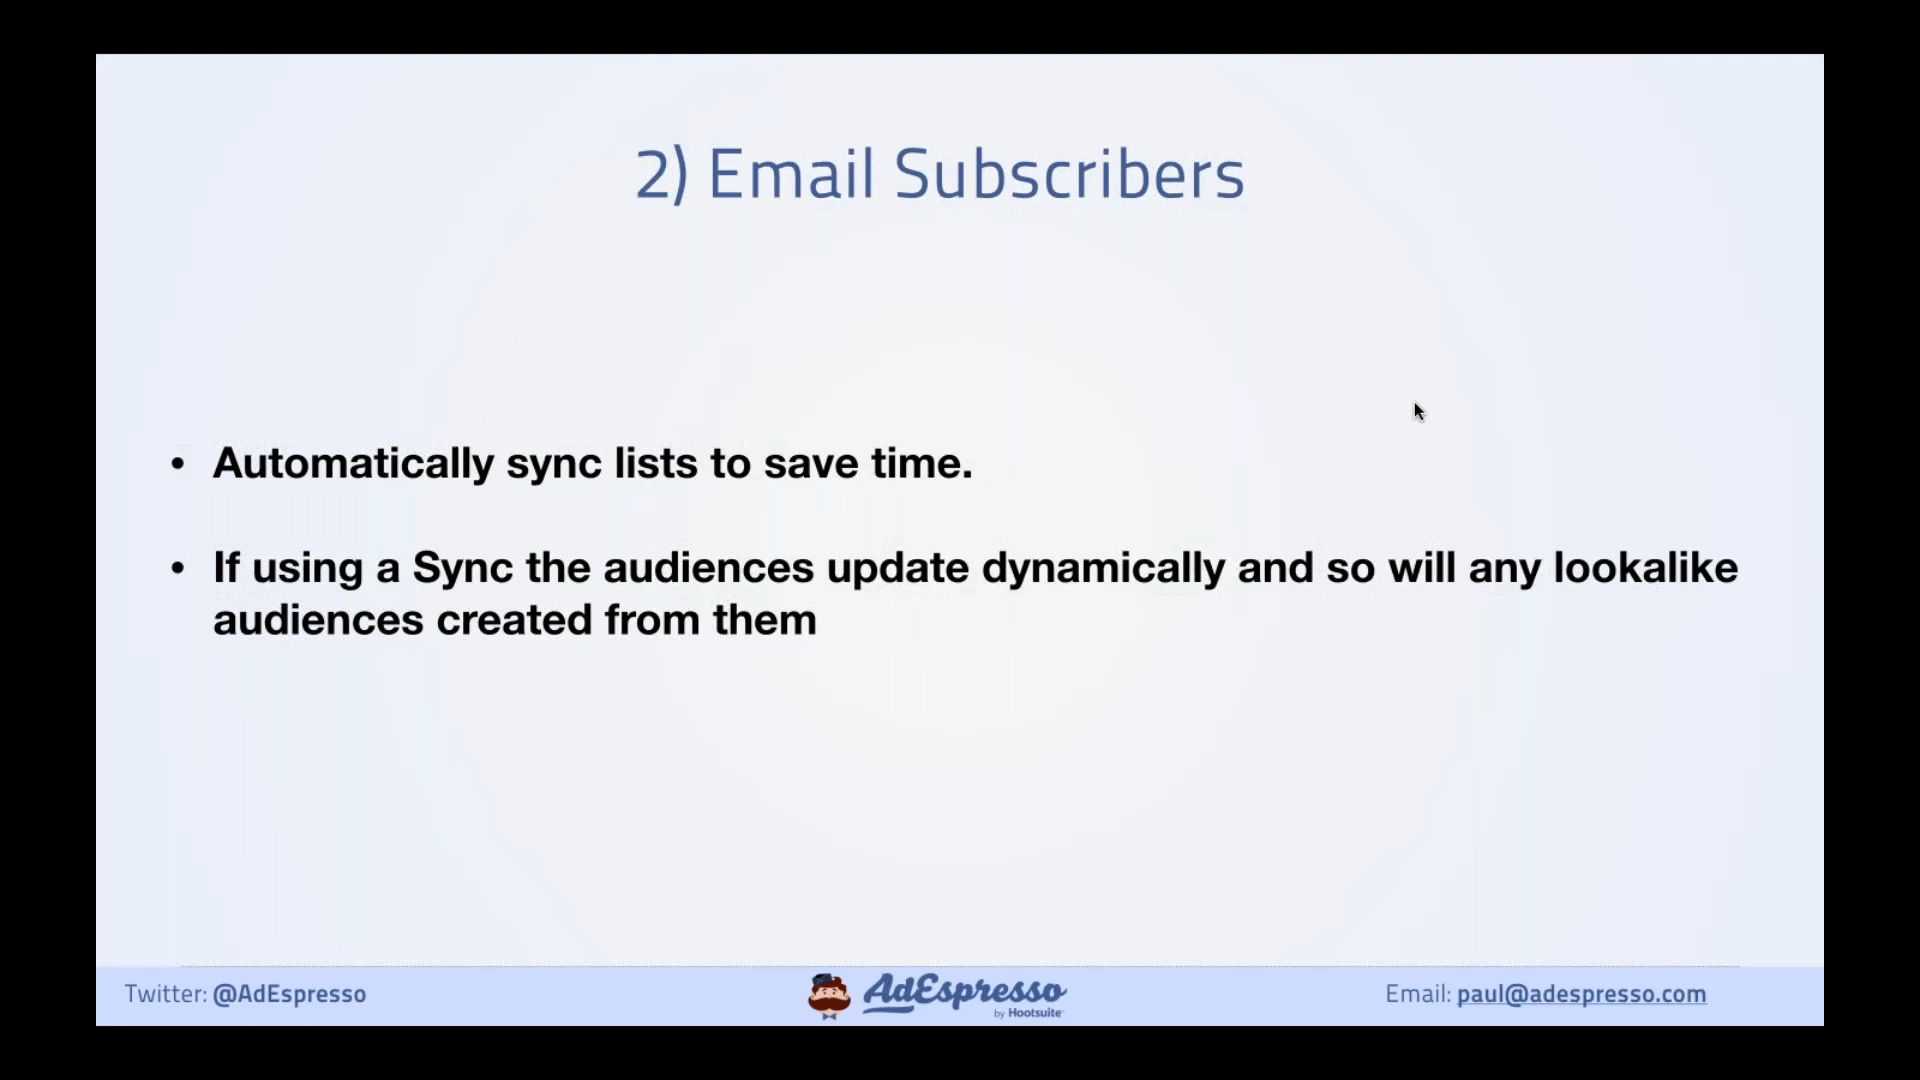 2) Email Subscribers
• Automatically sync lists to save time.
• If using a Sync the audiences update dynamically and so will any lookalike
audiences created from them
Twitter: @AdEspresso
AdEspresso
by Hootsuite
Email: paul@adespresso.com